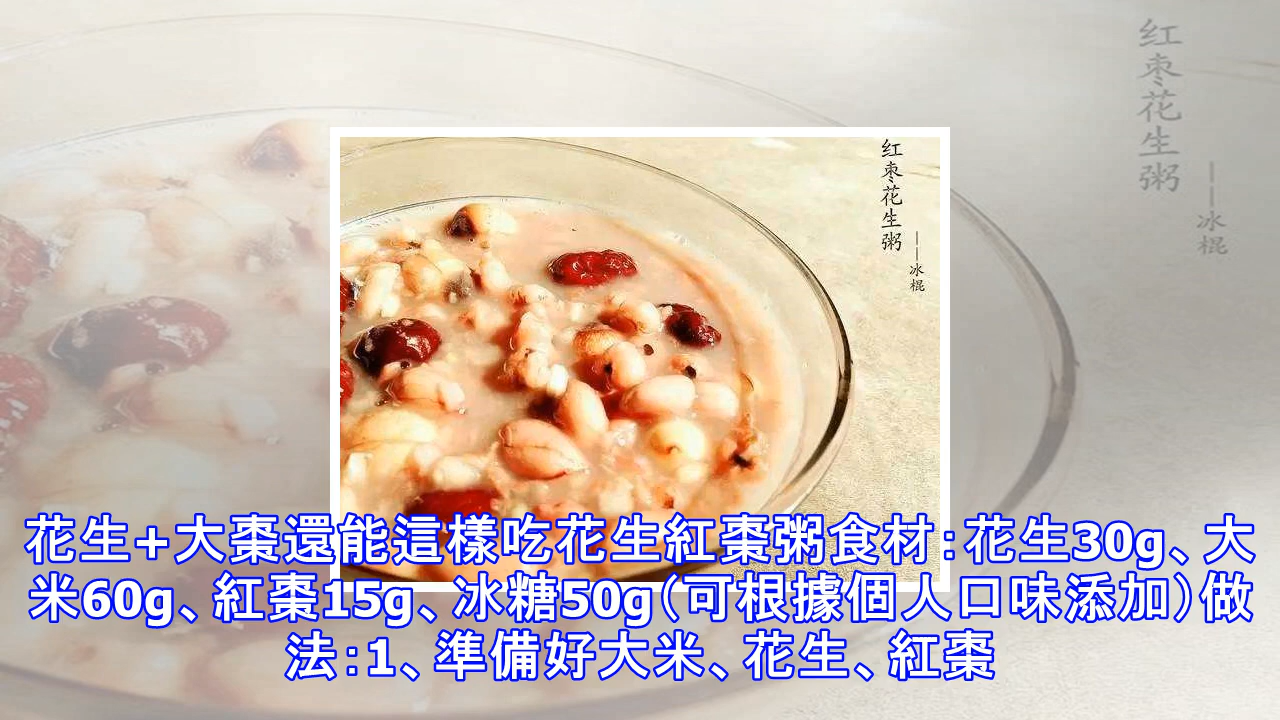 红枣花生粥
——冰棍
红枣花生粥
——冰棍
花生+大棗還能這樣吃花生紅棗粥食材：花生30g、大
米60g、紅棗15g、冰糖50g（可根據個人口味添加）做
法：1、準備好大米、花生、紅棗